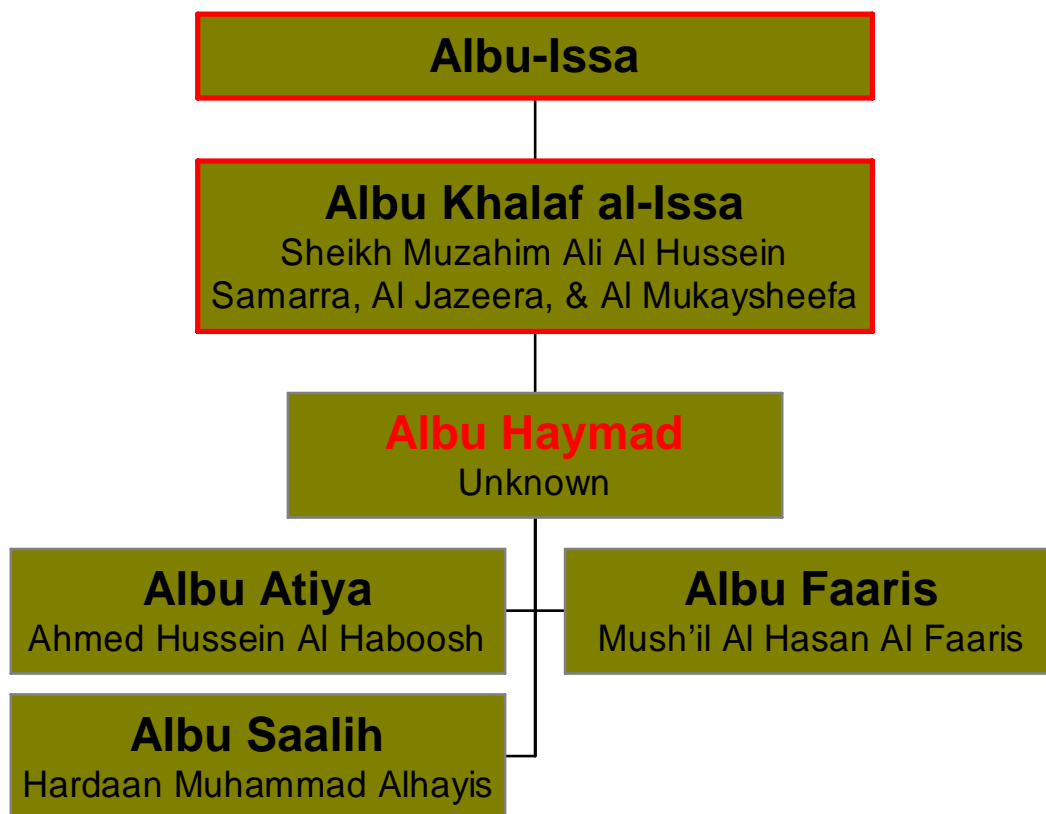 Albu-Issa
Albu Khalaf al-Issa
Sheikh Muzahim Ali Al Hussein
Samarra, Al Jazeera, & Al Mukaysheefa
Albu Haymad
Unknown
Albu Atiya
Ahmed Hussein Al Haboosh
Albu Faaris
Mush’il Al Hasan Al Faaris
Albu Saalih
Hardaan Muhammad Alhayis